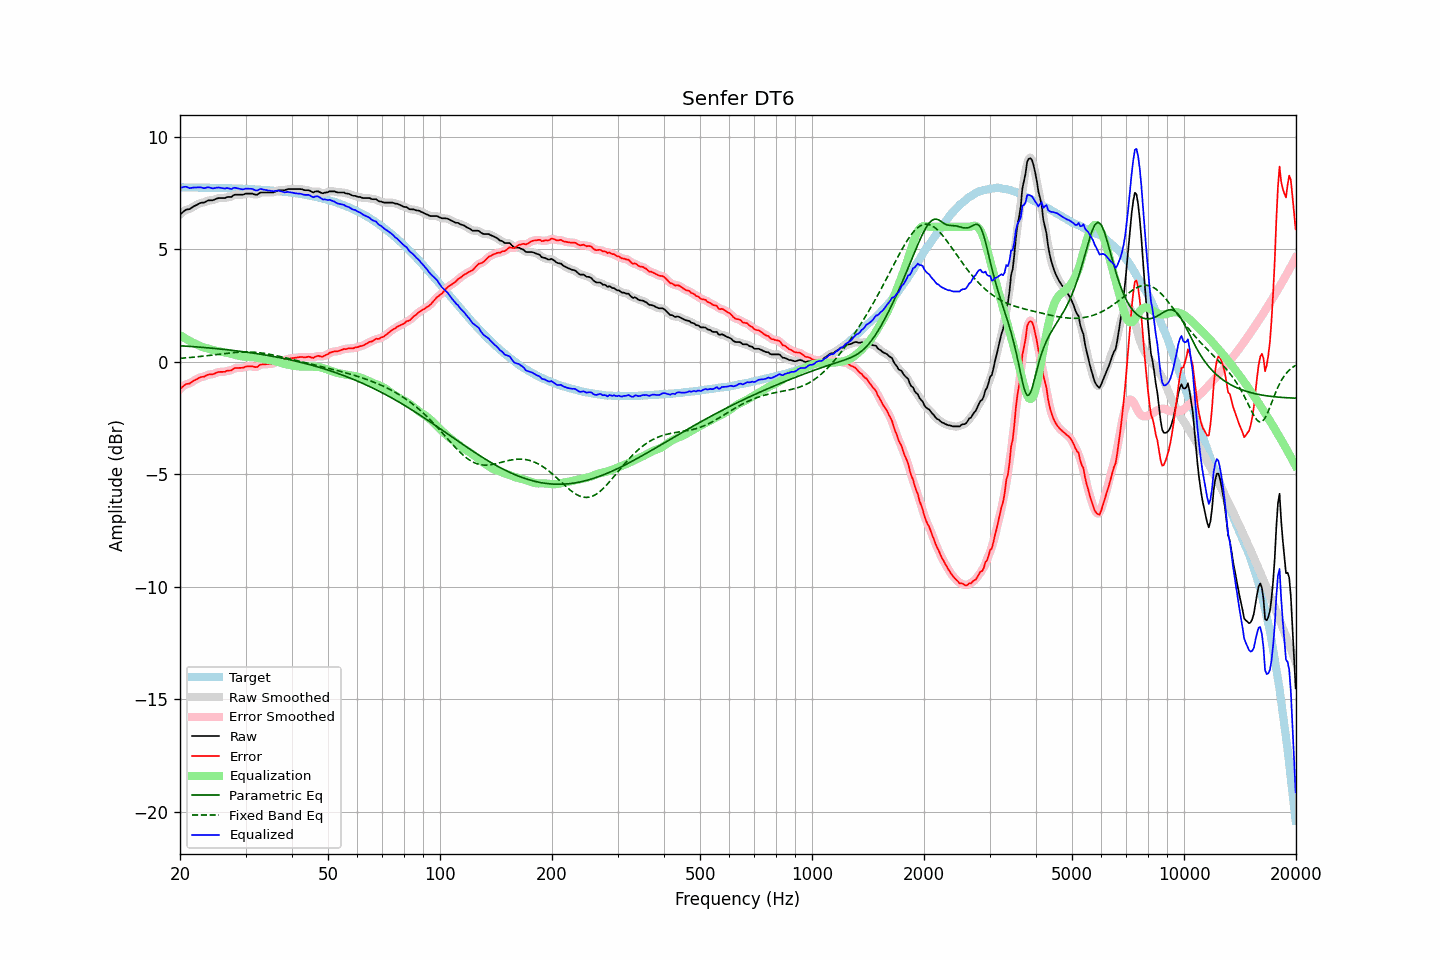 Senfer DT6
Amplitude (dBr)
10
5
0
−5
−10
−15
−20
Target
Raw Smoothed
Error Smoothed
Raw
Error
Equalization
Parametric Eq
Fixed Band Eq
Equalized
20
50
100
200
500
1000
2000
5000
10000
20000
Frequency (Hz)